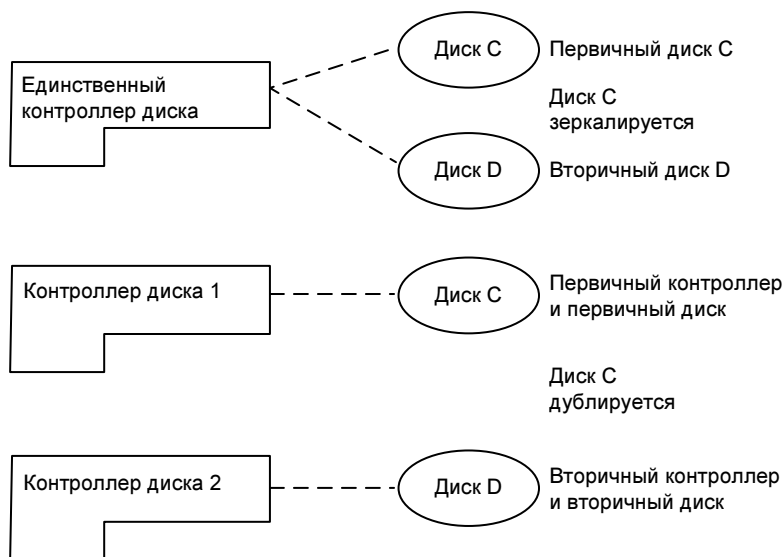 Единственный
контроллер диска
Диск C
Первичный диск C
Диск C
зеркалируется
Диск D
Вторичный диск D
Контроллер диска 1
Диск C
Первичный контроллер
и первичный диск
Диск C
дублируется
Контроллер диска 2
Диск D
Вторичный контроллер
и вторичный диск